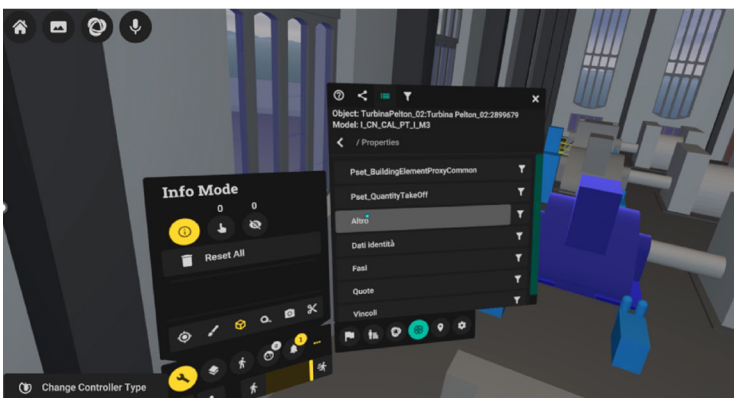 Object: TurbinaPelton_02:Turbina Pelton_02:2899679
Model: I_CN_CAL_PT_I_M3
/ Properties
Pset_BuildingElementProxyCommon
Pset_QuantityTakeOff
Altro
Dati identità
Fasi
Quote
Vincoli
Info Mode
0 0
Reset All
Change Controller Type